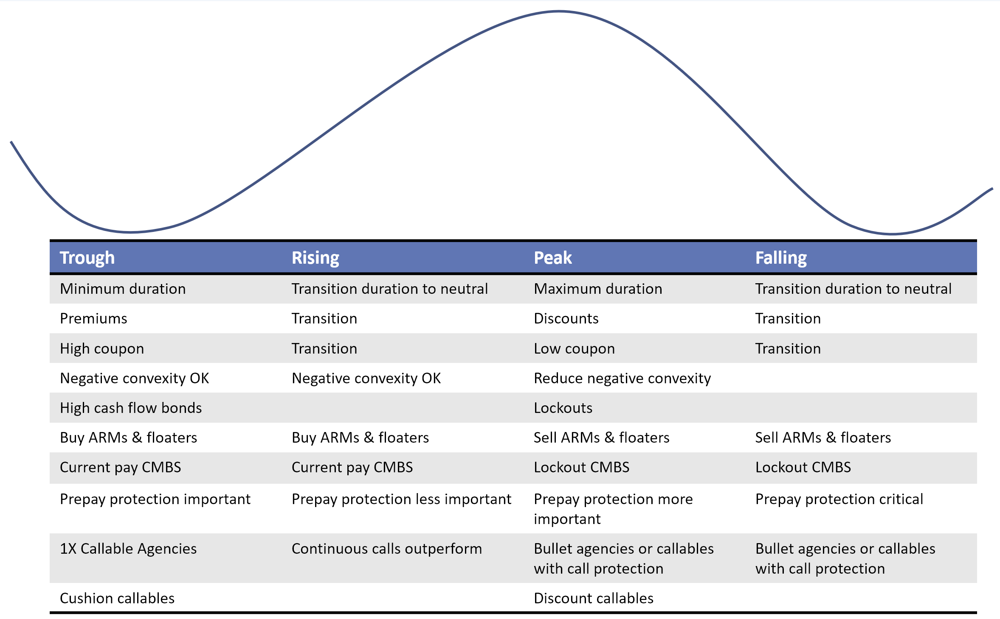 Trough Rising Peak Falling
Minimum duration Transition duration to neutral Maximum duration Transition duration to neutral
Premiums Transition Discounts Transition
High coupon Transition Low coupon Transition
Negative convexity OK Negative convexity OK Reduce negative convexity
High cash flow bonds Lockouts
Buy ARMs & floaters Buy ARMs & floaters Sell ARMs & floaters Sell ARMs & floaters
Current pay CMBS Current pay CMBS Lockout CMBS Lockout CMBS
Prepay protection important Prepay protection less important Prepay protection more Prepay protection critical
important
1X Callable Agencies Continuous calls outperform Bullet agencies or callables Bullet agencies or callables
with call protection with call protection
Cushion callables Discount callables